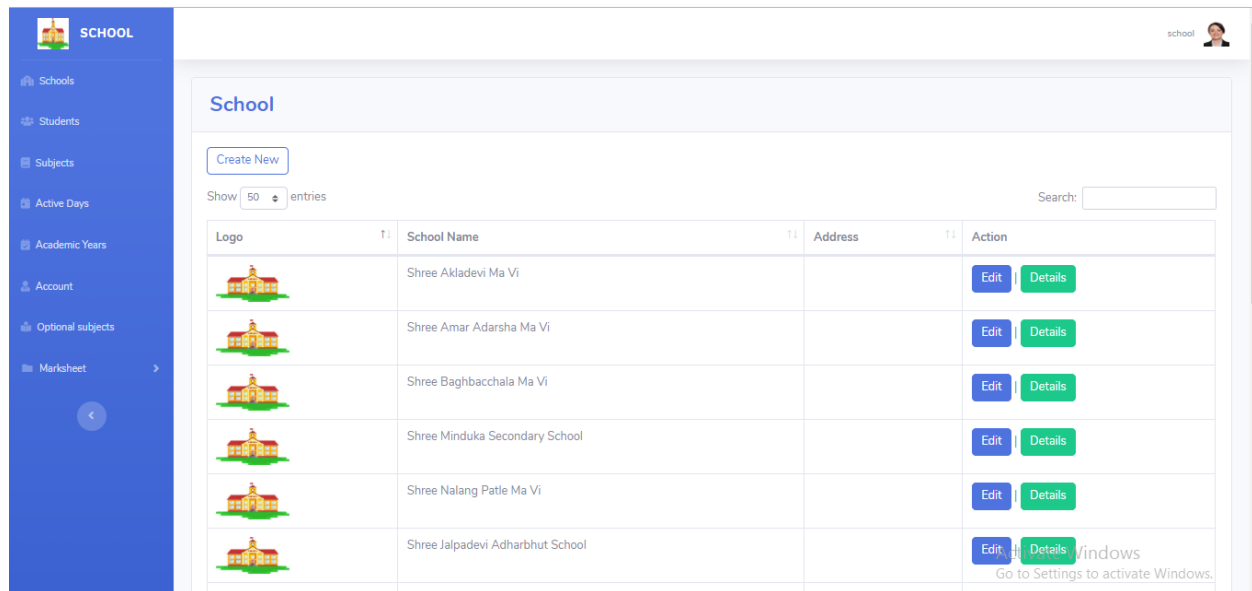 SCHOOL
school
Schools
Students
Subjects
Active Days
Academic Years
Account
Optional subjects
Marksheet
School
Create New
Show 50 entries
Search:
Logo School Name Address Action
Shree Akladevi Ma Vi Edit | Details
Shree Amar Adarsha Ma Vi Edit | Details
Shree Baghbacchala Ma Vi Edit | Details
Shree Minduka Secondary School Edit | Details
Shree Nalang Patle Ma Vi Edit | Details
Shree Jalpadevi Adharbhut School Edit | Details
Activate Windows
Go to Settings to activate Windows.